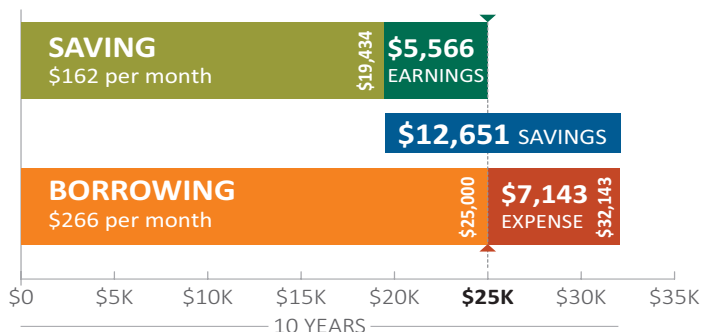 SAVING
$162 per month
$19,434
$5,566
EARNINGS
$12,651 SAVINGS
BORROWING
$266 per month
$25,000
$7,143
EXPENSE
$32,143
$0 $5K $10K $15K $20K $25K $30K $35K
10 YEARS